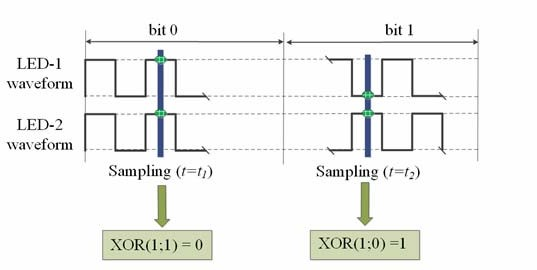 bit 0
bit 1
LED-1
waveform
LED-2
waveform
Sampling (t=t1)
Sampling (t=t2)
XOR(1;1) = 0
XOR(1;0) =1